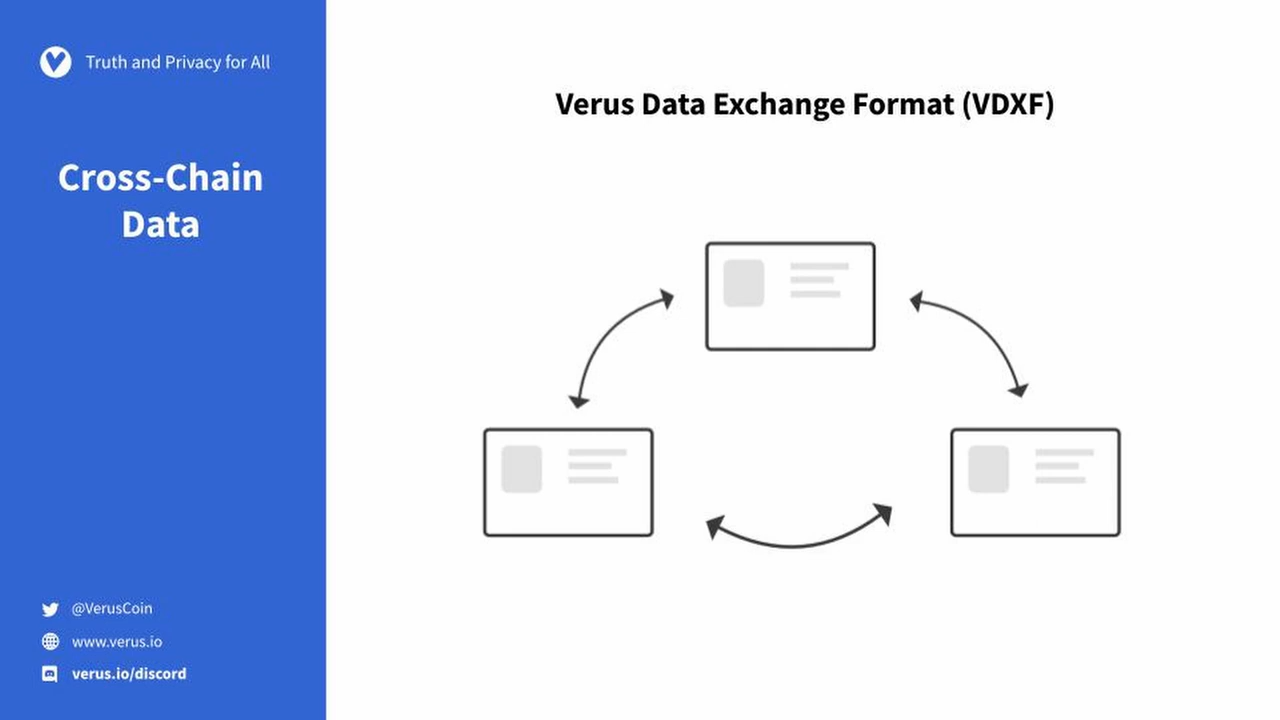 Truth and Privacy for All
Cross-Chain
Data
Verus Data Exchange Format (VDXF)
@VerusCoin
www.verus.io
verus.io/discord